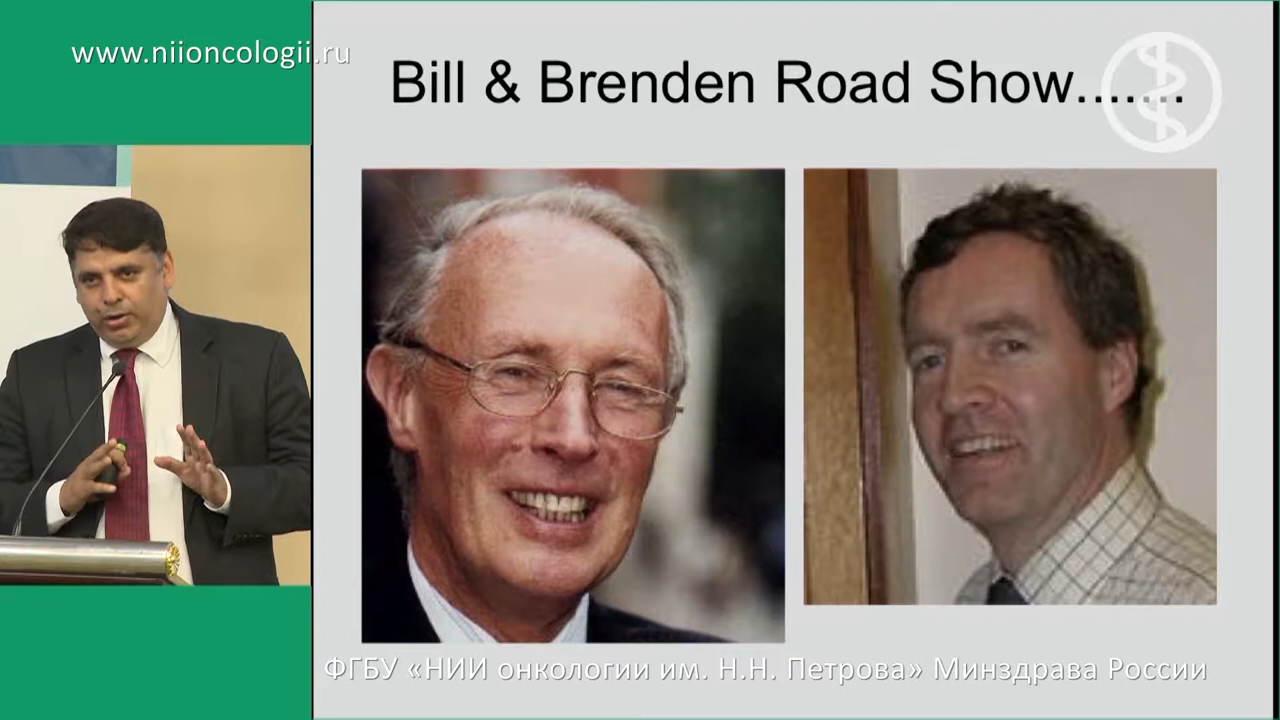 www.niioncologii.ru
Bill & Brenden Road Show.......
ФГБУ «НИИ онкологии им. Н.Н. Петрова» Минздрава России